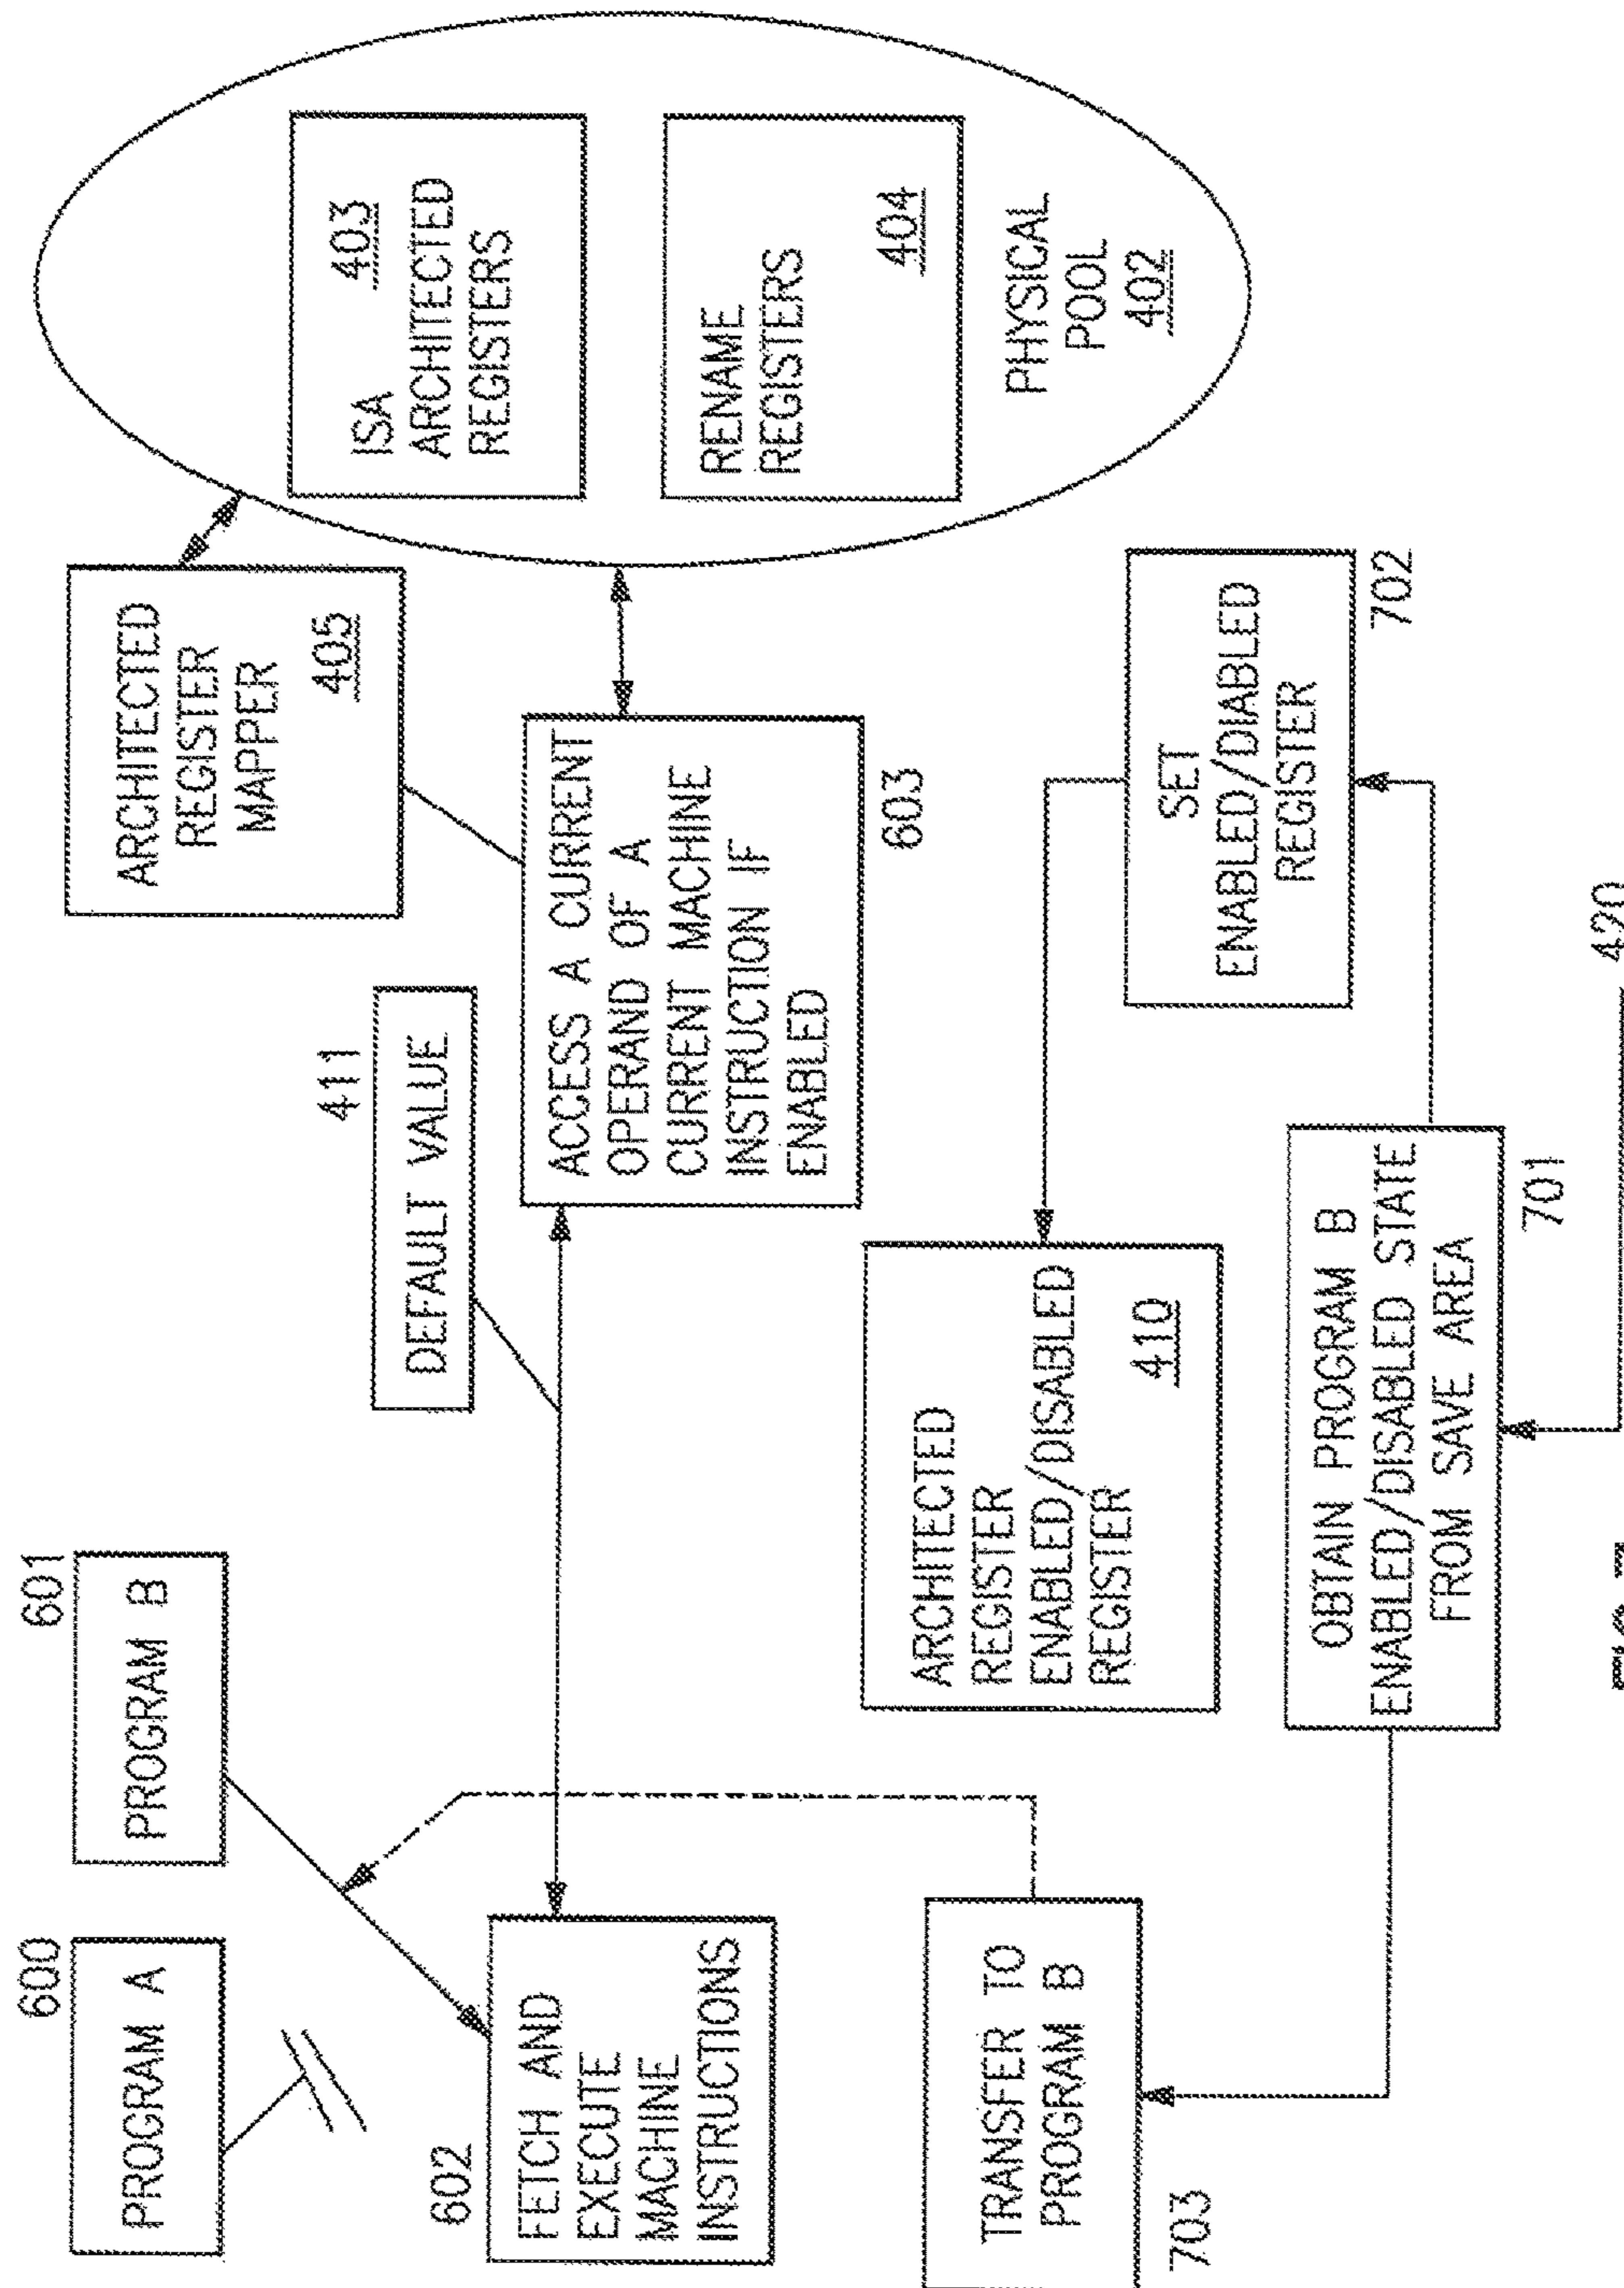 600
PROGRAM A
601
PROGRAM B
602
FETCH AND
EXECUTE
MACHINE
INSTRUCTIONS
411
DEFAULT VALUE
ARCHITECTED
REGISTER
MAPPER
405
ACCESS A CURRENT
OPERAND OF A
CURRENT MACHINE
INSTRUCTION IF
ENABLED
603
ISA
403
ARCHITECTED
REGISTERS
RENAME
REGISTERS
404
PHYSICAL
POOL
402
TRANSFER TO
PROGRAM B
703
ARCHITECTED
REGISTER
ENABLED/DISABLED
REGISTER
410
SET
ENABLED/DIABLED
REGISTER
702
OBTAIN PROGRAM B
ENABLED/DISABLED STATE
FROM SAVE AREA
701
420